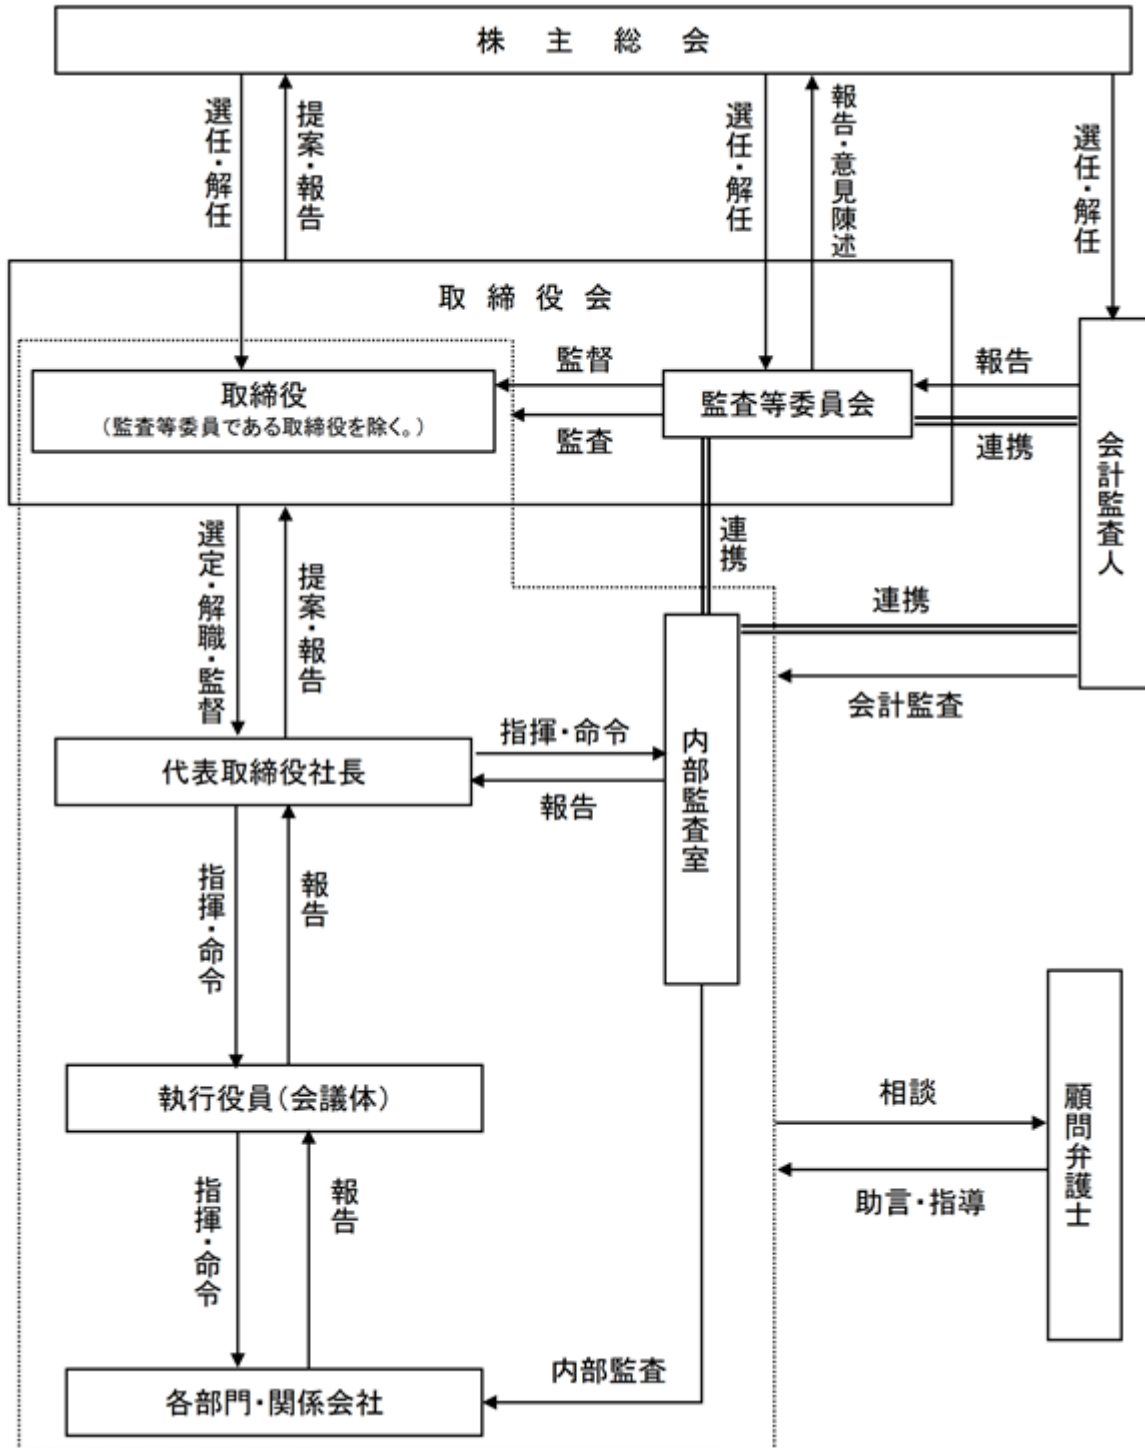 株主総会
選任・解任
提案・報告
選任・解任
報告・意見陳述
選任・解任
取締役会
取締役
（監査等委員である取締役を除く。）
監督
監査
監査等委員会
報告
連携
会計監査人
選定・解職・監督
提案・報告
連携
連携
会計監査
代表取締役社長
指揮・命令
報告
内部監査室
指揮・命令
報告
執行役員（会議体）
相談
助言・指導
顧問弁護士
指揮・命令
報告
各部門・関係会社
内部監査